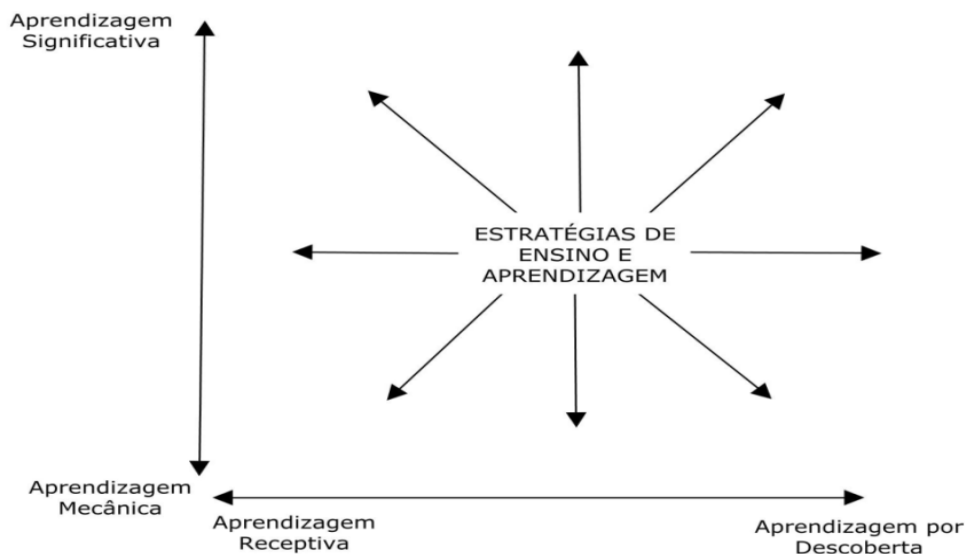 Aprendizagem
Significativa
ESTRATÉGIAS DE
ENSINO E
APRENDIZAGEM
Aprendizagem
Mecânica
Aprendizagem
Receptiva
Aprendizagem por
Descoberta